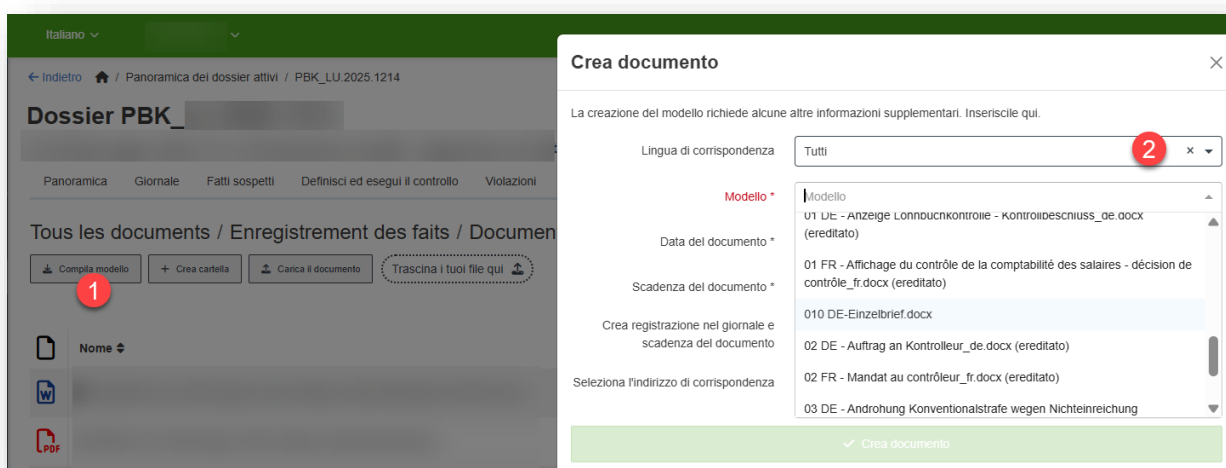 Italiano
Indietro / Panoramica dei dossier attivi / PBK_LU.2025.1214
Dossier PBK_
Panoramica Giornale Fatti sospetti Definisci ed esegui il controllo Violazioni
Tous les documents / Enregistrement des faits / Documen
Compila modello + Crea cartella Carica il documento Trascina i tuoi file qui
1
Nome
W
PDF
Crea documento
La creazione del modello richiede alcune altre informazioni supplementari. Inseriscile qui.
Lingua di corrispondenza Tutti 2
Modello * Modello
01 DE - Anzeige Lohnbuchkontrolle - Kontrollbeschluss_de.docx
(ereditato)
Data del documento *
01 FR - Affichage du contrôle de la comptabilité des salaires - décision de
contrôle_fr.docx (ereditato)
Scadenza del documento *
010 DE-Einzelbrief.docx
Crea registrazione nel giornale e
scadenza del documento
02 DE - Auftrag an Kontrolleur_de.docx (ereditato)
02 FR - Mandat au contrôleur_fr.docx (ereditato)
Seleziona l'indirizzo di corrispondenza
03 DE - Androhung Konventionalstrafe wegen Nichteinreichung
Crea documento